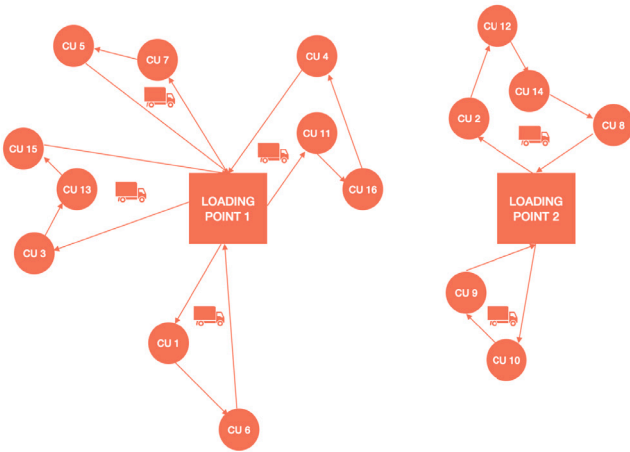 CU 12
CU 5
CU 7
CU 4
CU 14
CU 2
CU 8
CU 11
CU 15
CU 13
CU 16
LOADING
POINT 1
LOADING
POINT 2
CU 3
CU 9
CU 1
CU 10
CU 6